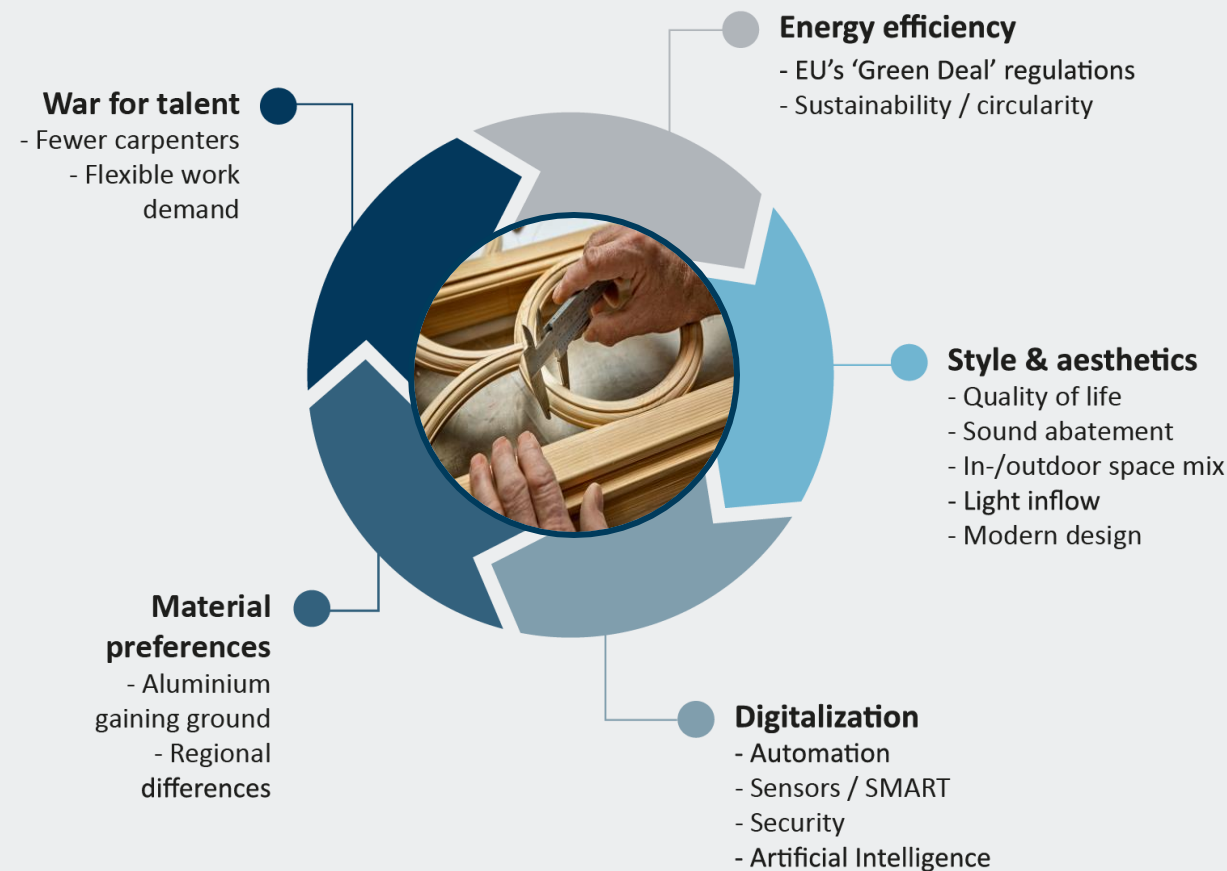 Energy efficiency
- EU’s ‘Green Deal’ regulations
- Sustainability / circularity
War for talent
- Fewer carpenters
- Flexible work
demand
Style & aesthetics
- Quality of life
- Sound abatement
- In-/outdoor space mix
- Light inflow
- Modern design
Material
preferences
- Aluminium
gaining ground
- Regional
differences
Digitalization
- Automation
- Sensors / SMART
- Security
- Artificial Intelligence